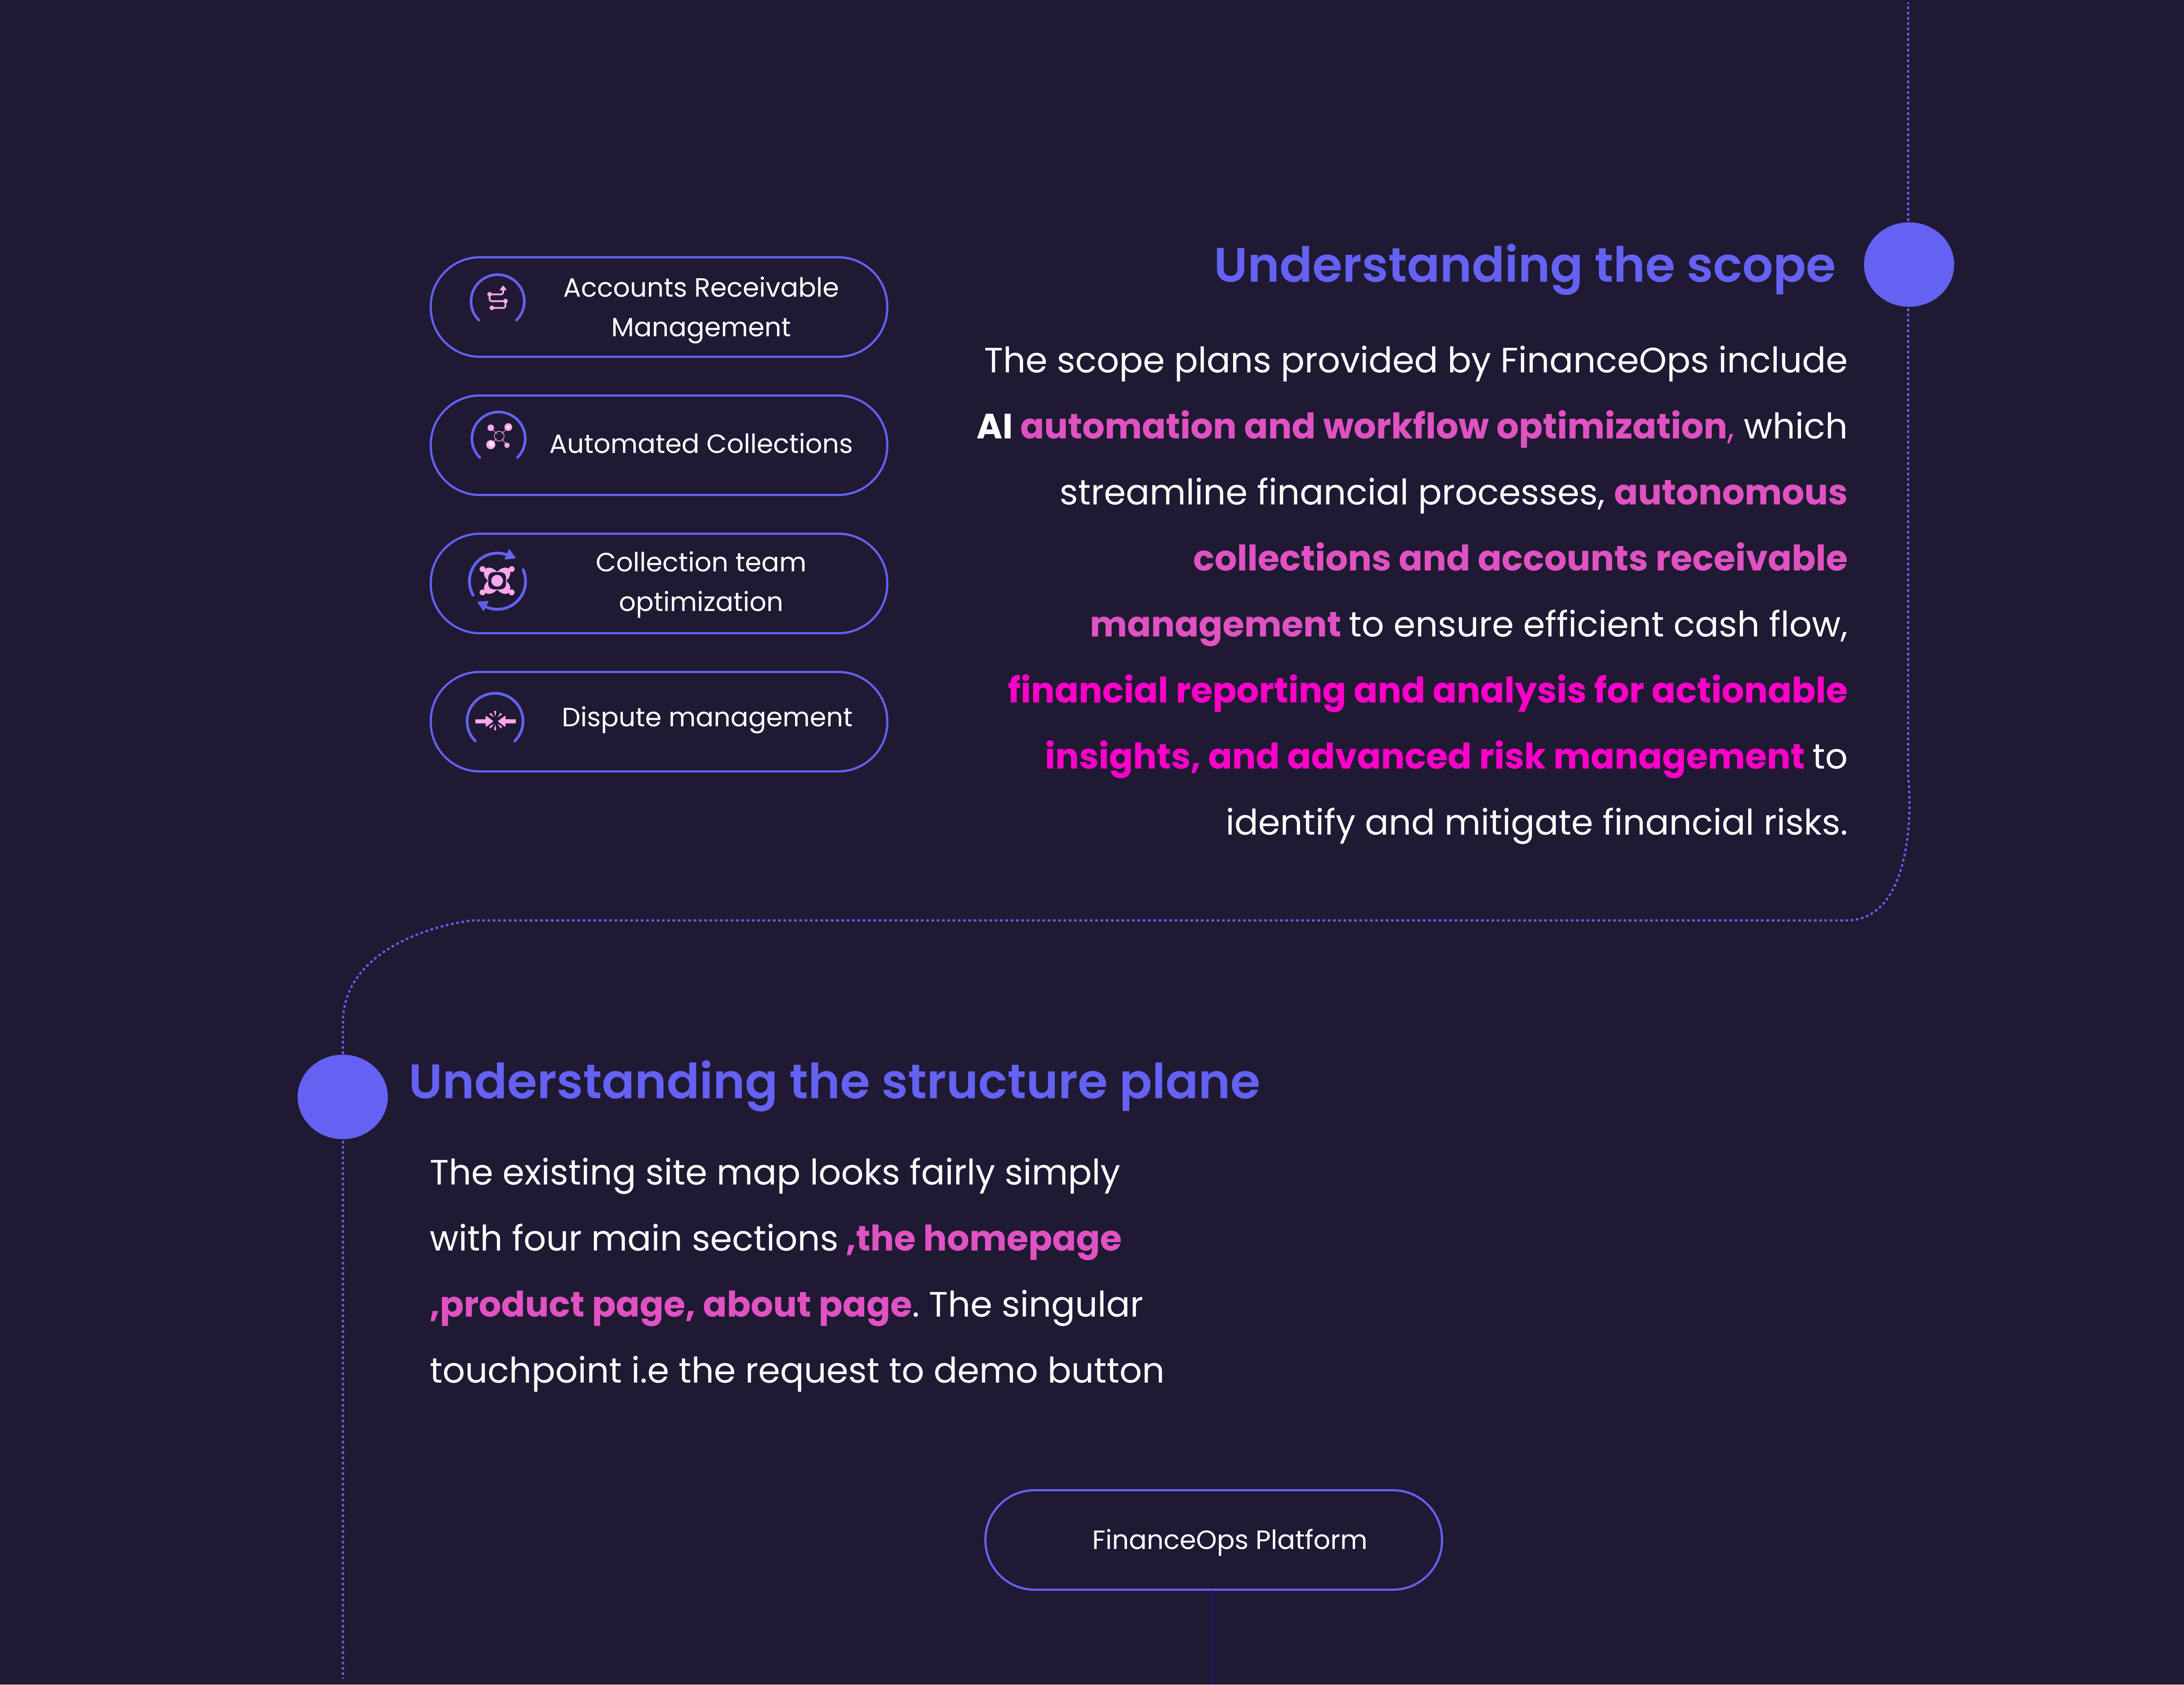 Accounts Receivable
Management
Automated Collections
Collection team
optimization
Dispute management
Understanding the scope
The scope plans provided by FinanceOps include
AI automation and workflow optimization, which
streamline financial processes, autonomous
collections and accounts receivable
management to ensure efficient cash flow,
financial reporting and analysis for actionable
insights, and advanced risk management to
identify and mitigate financial risks.
Understanding the structure plane
The existing site map looks fairly simply
with four main sections ,the homepage
,product page, about page. The singular
touchpoint i.e the request to demo button
FinanceOps Platform